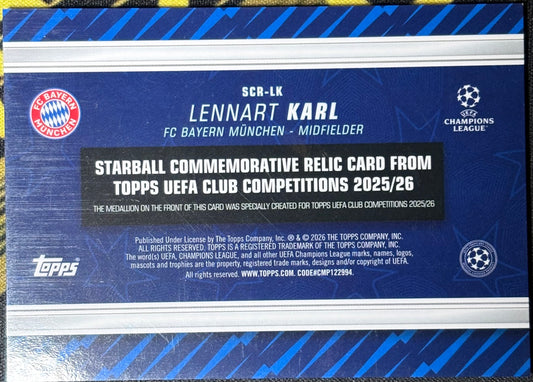 SCR-LK
LENNART KARL
FC BAYERN MÜNCHEN - MIDFIELDER
FC BAYERN
MÜNCHEN
UEFA
CHAMPIONS
LEAGUE
STARBALL COMMEMORATIVE RELIC CARD FROM
TOPPS UEFA CLUB COMPETITIONS 2025/26
THE MEDALLION ON THE FRONT OF THIS CARD WAS SPECIALLY CREATED FOR TOPPS UEFA CLUB COMPETITIONS 2025/26
Published Under License by The Topps Company, Inc. ® & © 2026 THE TOPPS COMPANY, INC.
ALL RIGHTS RESERVED. TOPPS IS A REGISTERED TRADEMARK OF THE TOPPS COMPANY, INC.
The word(s) UEFA, CHAMPIONS LEAGUE, and all other UEFA Champions League marks, names, logos,
mascots and trophies are the property, registered trade marks, designs and/or copyright of UEFA.
All rights reserved. WWW.TOPPS.COM. CODE#CMP122994.
Topps